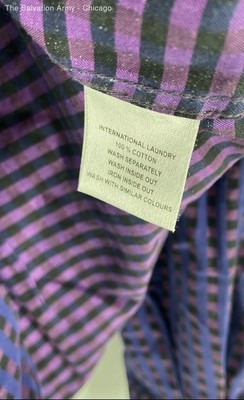 The Salvation Army - Chicago
INTERNATIONAL LAUNDRY
100 % COTTON
WASH SEPARATELY
WASH INSIDE OUT
IRON INSIDE OUT
WASH WITH SIMILAR COLOURS